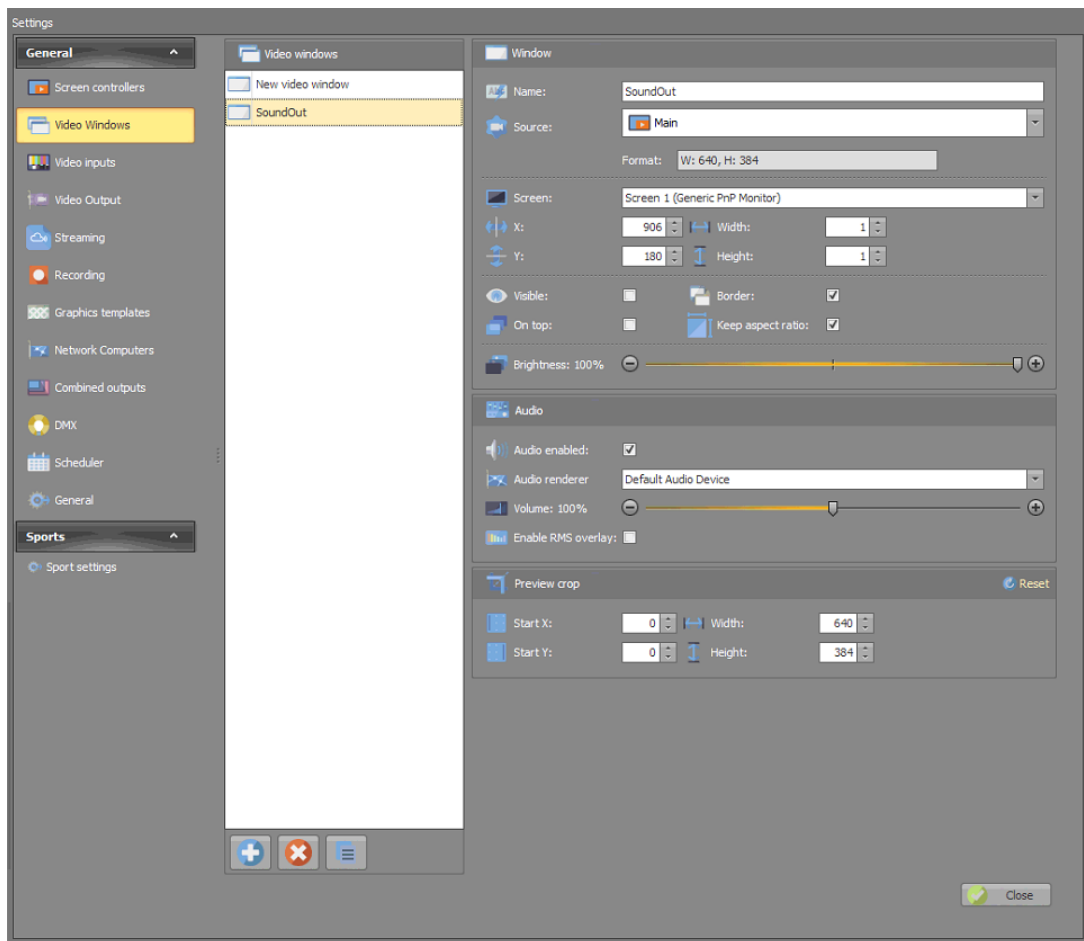 Settings
General
Screen controllers
Video Windows
Video inputs
Video Output
Streaming
Recording
Graphics templates
Network Computers
Combined outputs
DMX
Scheduler
General
Sports
Sport settings
Video windows
New video window
SoundOut
Window
Name: SoundOut
Source: Main
Format: W: 640, H: 384
Screen: Screen 1 (Generic PnP Monitor)
X: 906 Width: 1
Y: 180 Height: 1
Visible: Border:
On top: Keep aspect ratio:
Brightness: 100%
Audio
Audio enabled:
Audio renderer Default Audio Device
Volume: 100%
Enable RMS overlay:
Preview crop Reset
Start X: 0 Width: 640
Start Y: 0 Height: 384
Close